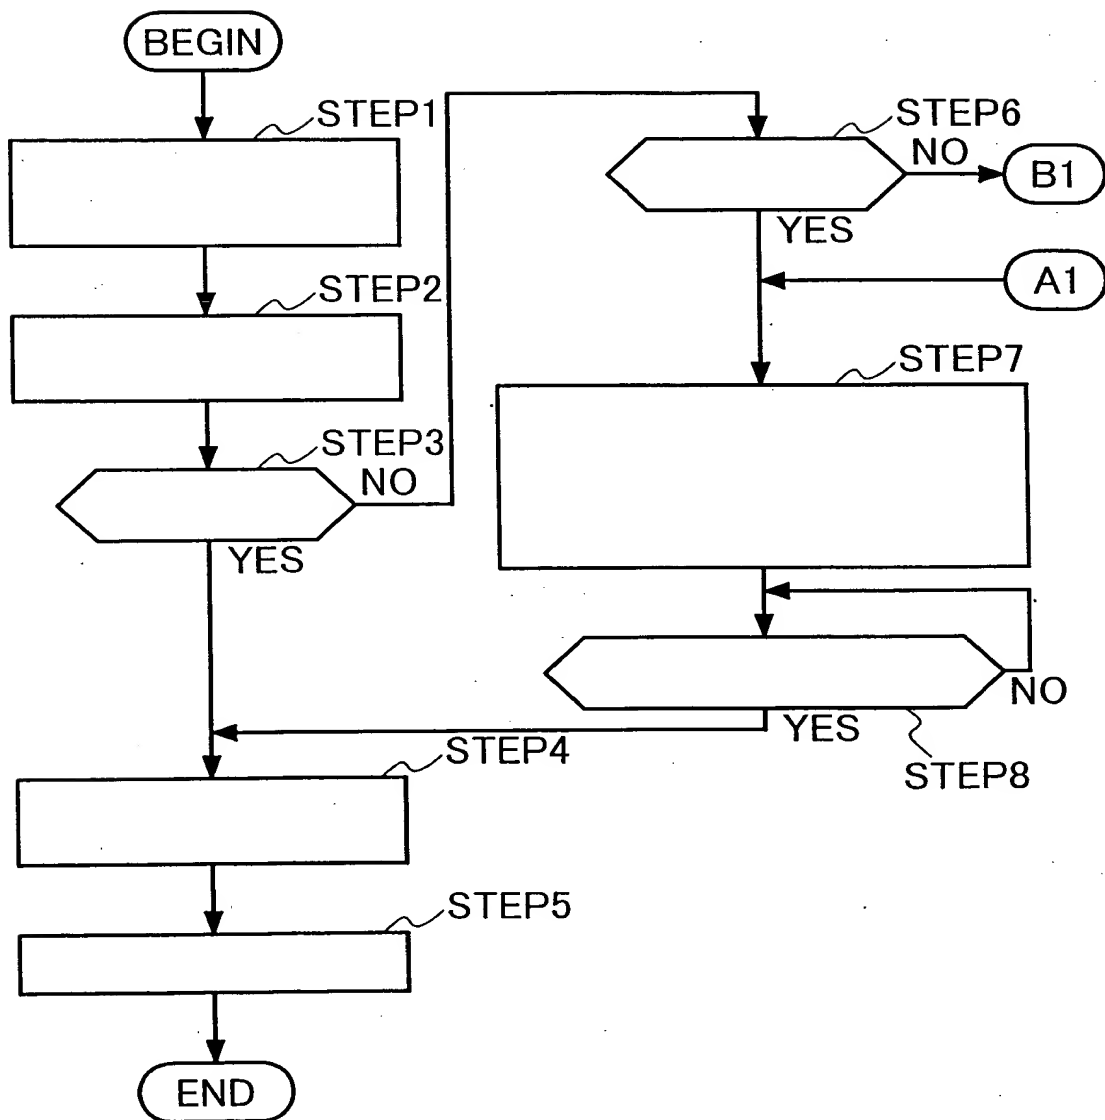 BEGIN
STEP1
STEP2
STEP3
NO
YES
STEP4
STEP5
END
STEP6
NO
B1
YES
A1
STEP7
NO
YES
STEP8